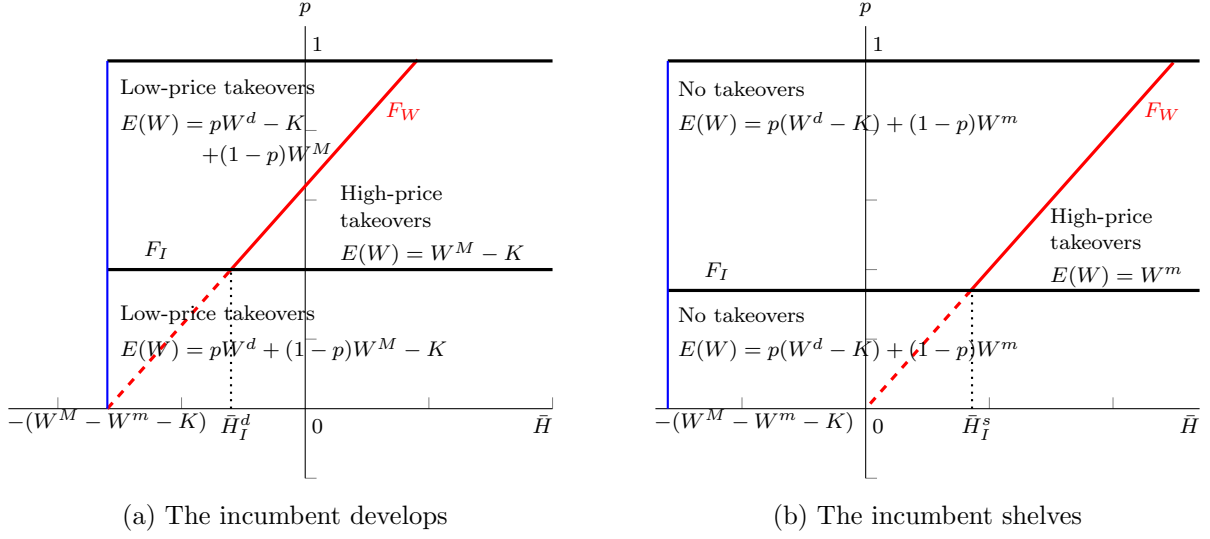 p
1
Low-price takeovers
E(W) = pW^d − K
+(1 − p)W^M
F_W
High-price
takeovers
E(W) = W^M − K
F_I
Low-price takeovers
E(W) = pW^d + (1 − p)W^M − K
−(W^M − W^m − K)
H̄_I^d
0
H̄
(a) The incumbent develops
p
1
No takeovers
E(W) = p(W^d − K) + (1 − p)W^m
F_W
High-price
takeovers
E(W) = W^m
F_I
No takeovers
E(W) = p(W^d − K) + (1 − p)W^m
−(W^M − W^m − K)
0
H̄_I^s
H̄
(b) The incumbent shelves